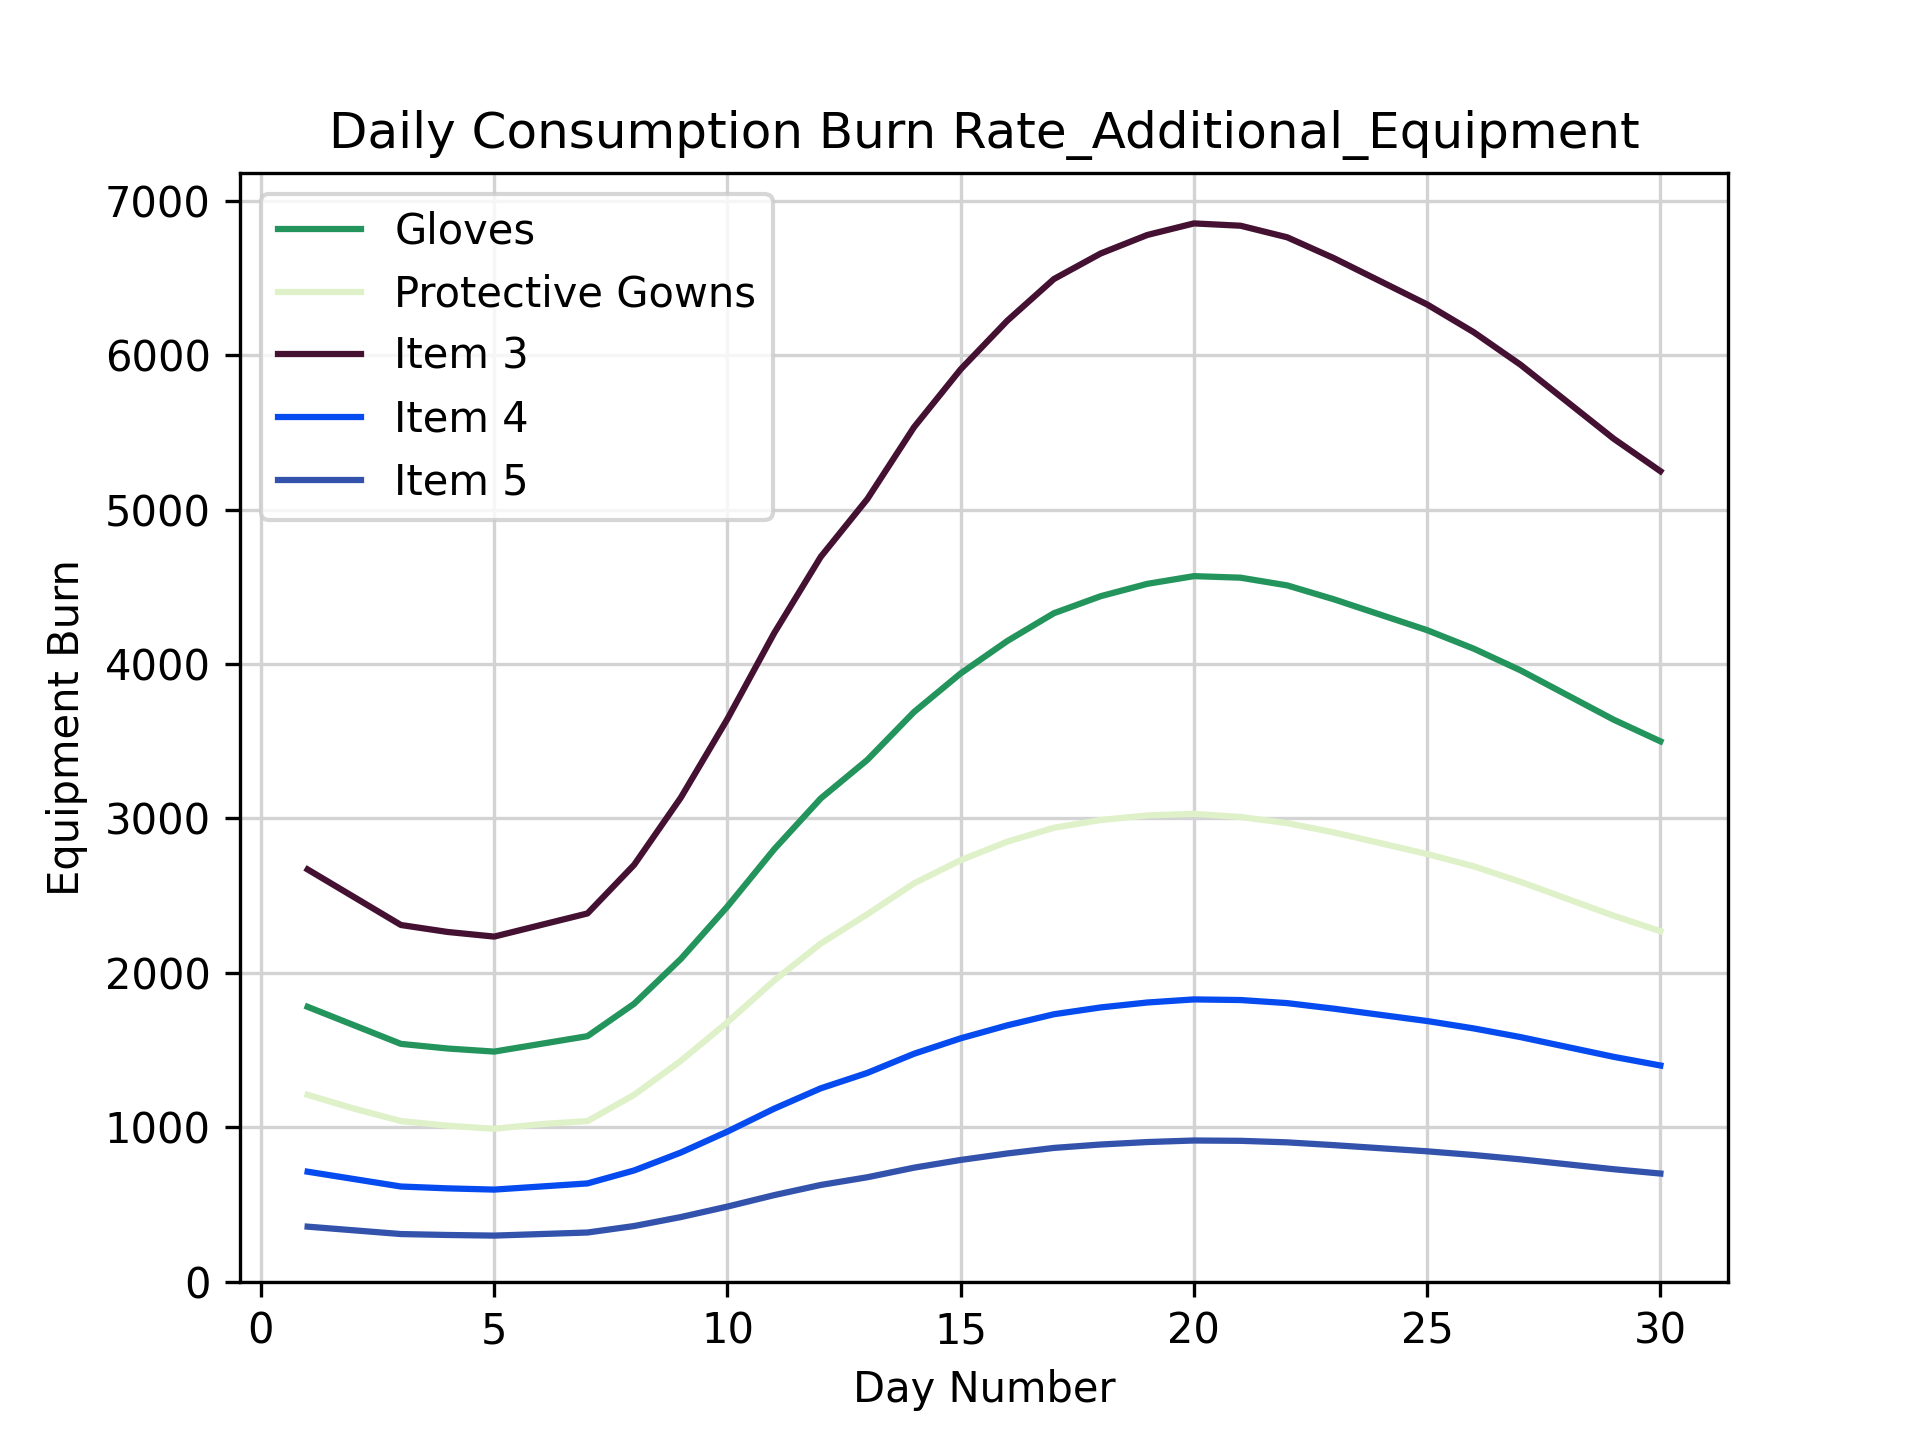 Daily Consumption Burn Rate_Additional_Equipment
Gloves
Protective Gowns
Item 3
Item 4
Item 5
Equipment Burn
7000
6000
5000
4000
3000
2000
1000
0
0 5 10 15 20 25 30
Day Number